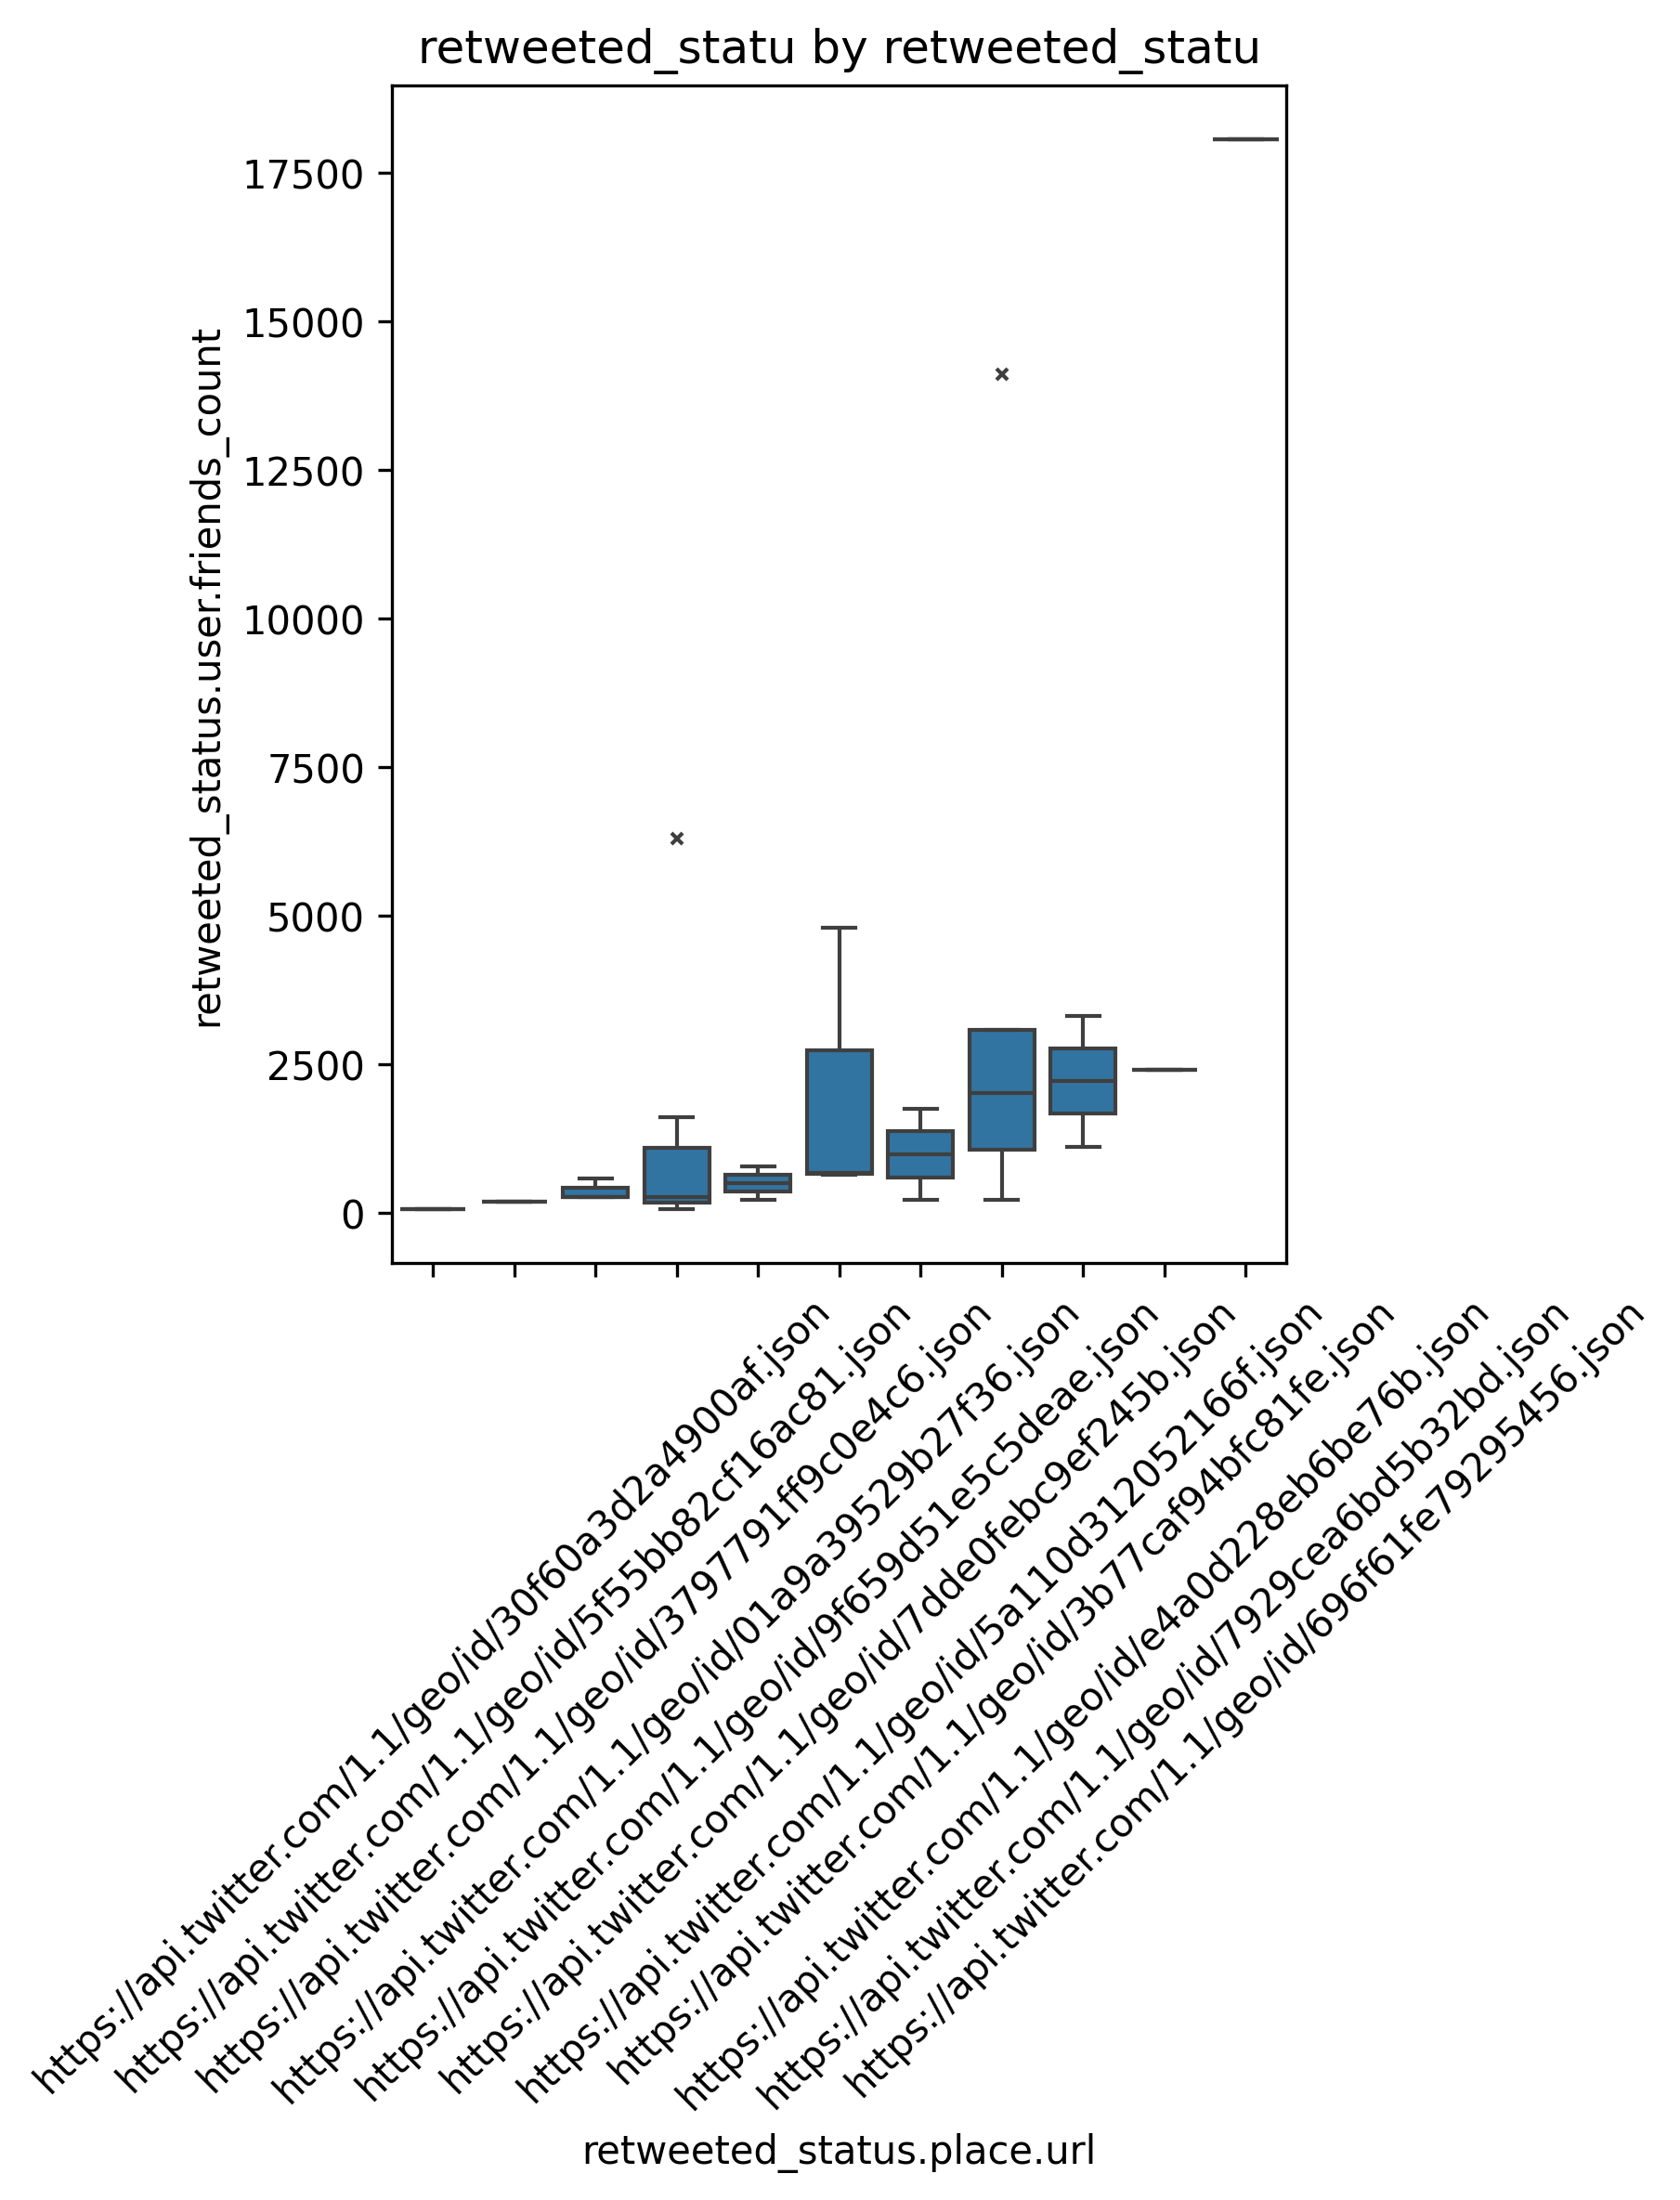 retweeted_statu by retweeted_statu
retweeted_status.user.friends_count
17500
15000
12500
10000
7500
5000
2500
0
https://api.twitter.com/1.1/geo/id/30f60a3d2a4900af.json
https://api.twitter.com/1.1/geo/id/5f55bb82cf16ac81.json
https://api.twitter.com/1.1/geo/id/3797791ff9c0e4c6.json
https://api.twitter.com/1.1/geo/id/01a9a39529b27f36.json
https://api.twitter.com/1.1/geo/id/9f659d51e5c5deae.json
https://api.twitter.com/1.1/geo/id/7dde0febc9ef245b.json
https://api.twitter.com/1.1/geo/id/5a110d312052166f.json
https://api.twitter.com/1.1/geo/id/3b77caf94bfc81fe.json
https://api.twitter.com/1.1/geo/id/e4a0d228eb6be76b.json
https://api.twitter.com/1.1/geo/id/7929cea6bd5b32bd.json
https://api.twitter.com/1.1/geo/id/696f61fe79295456.json
retweeted_status.place.url